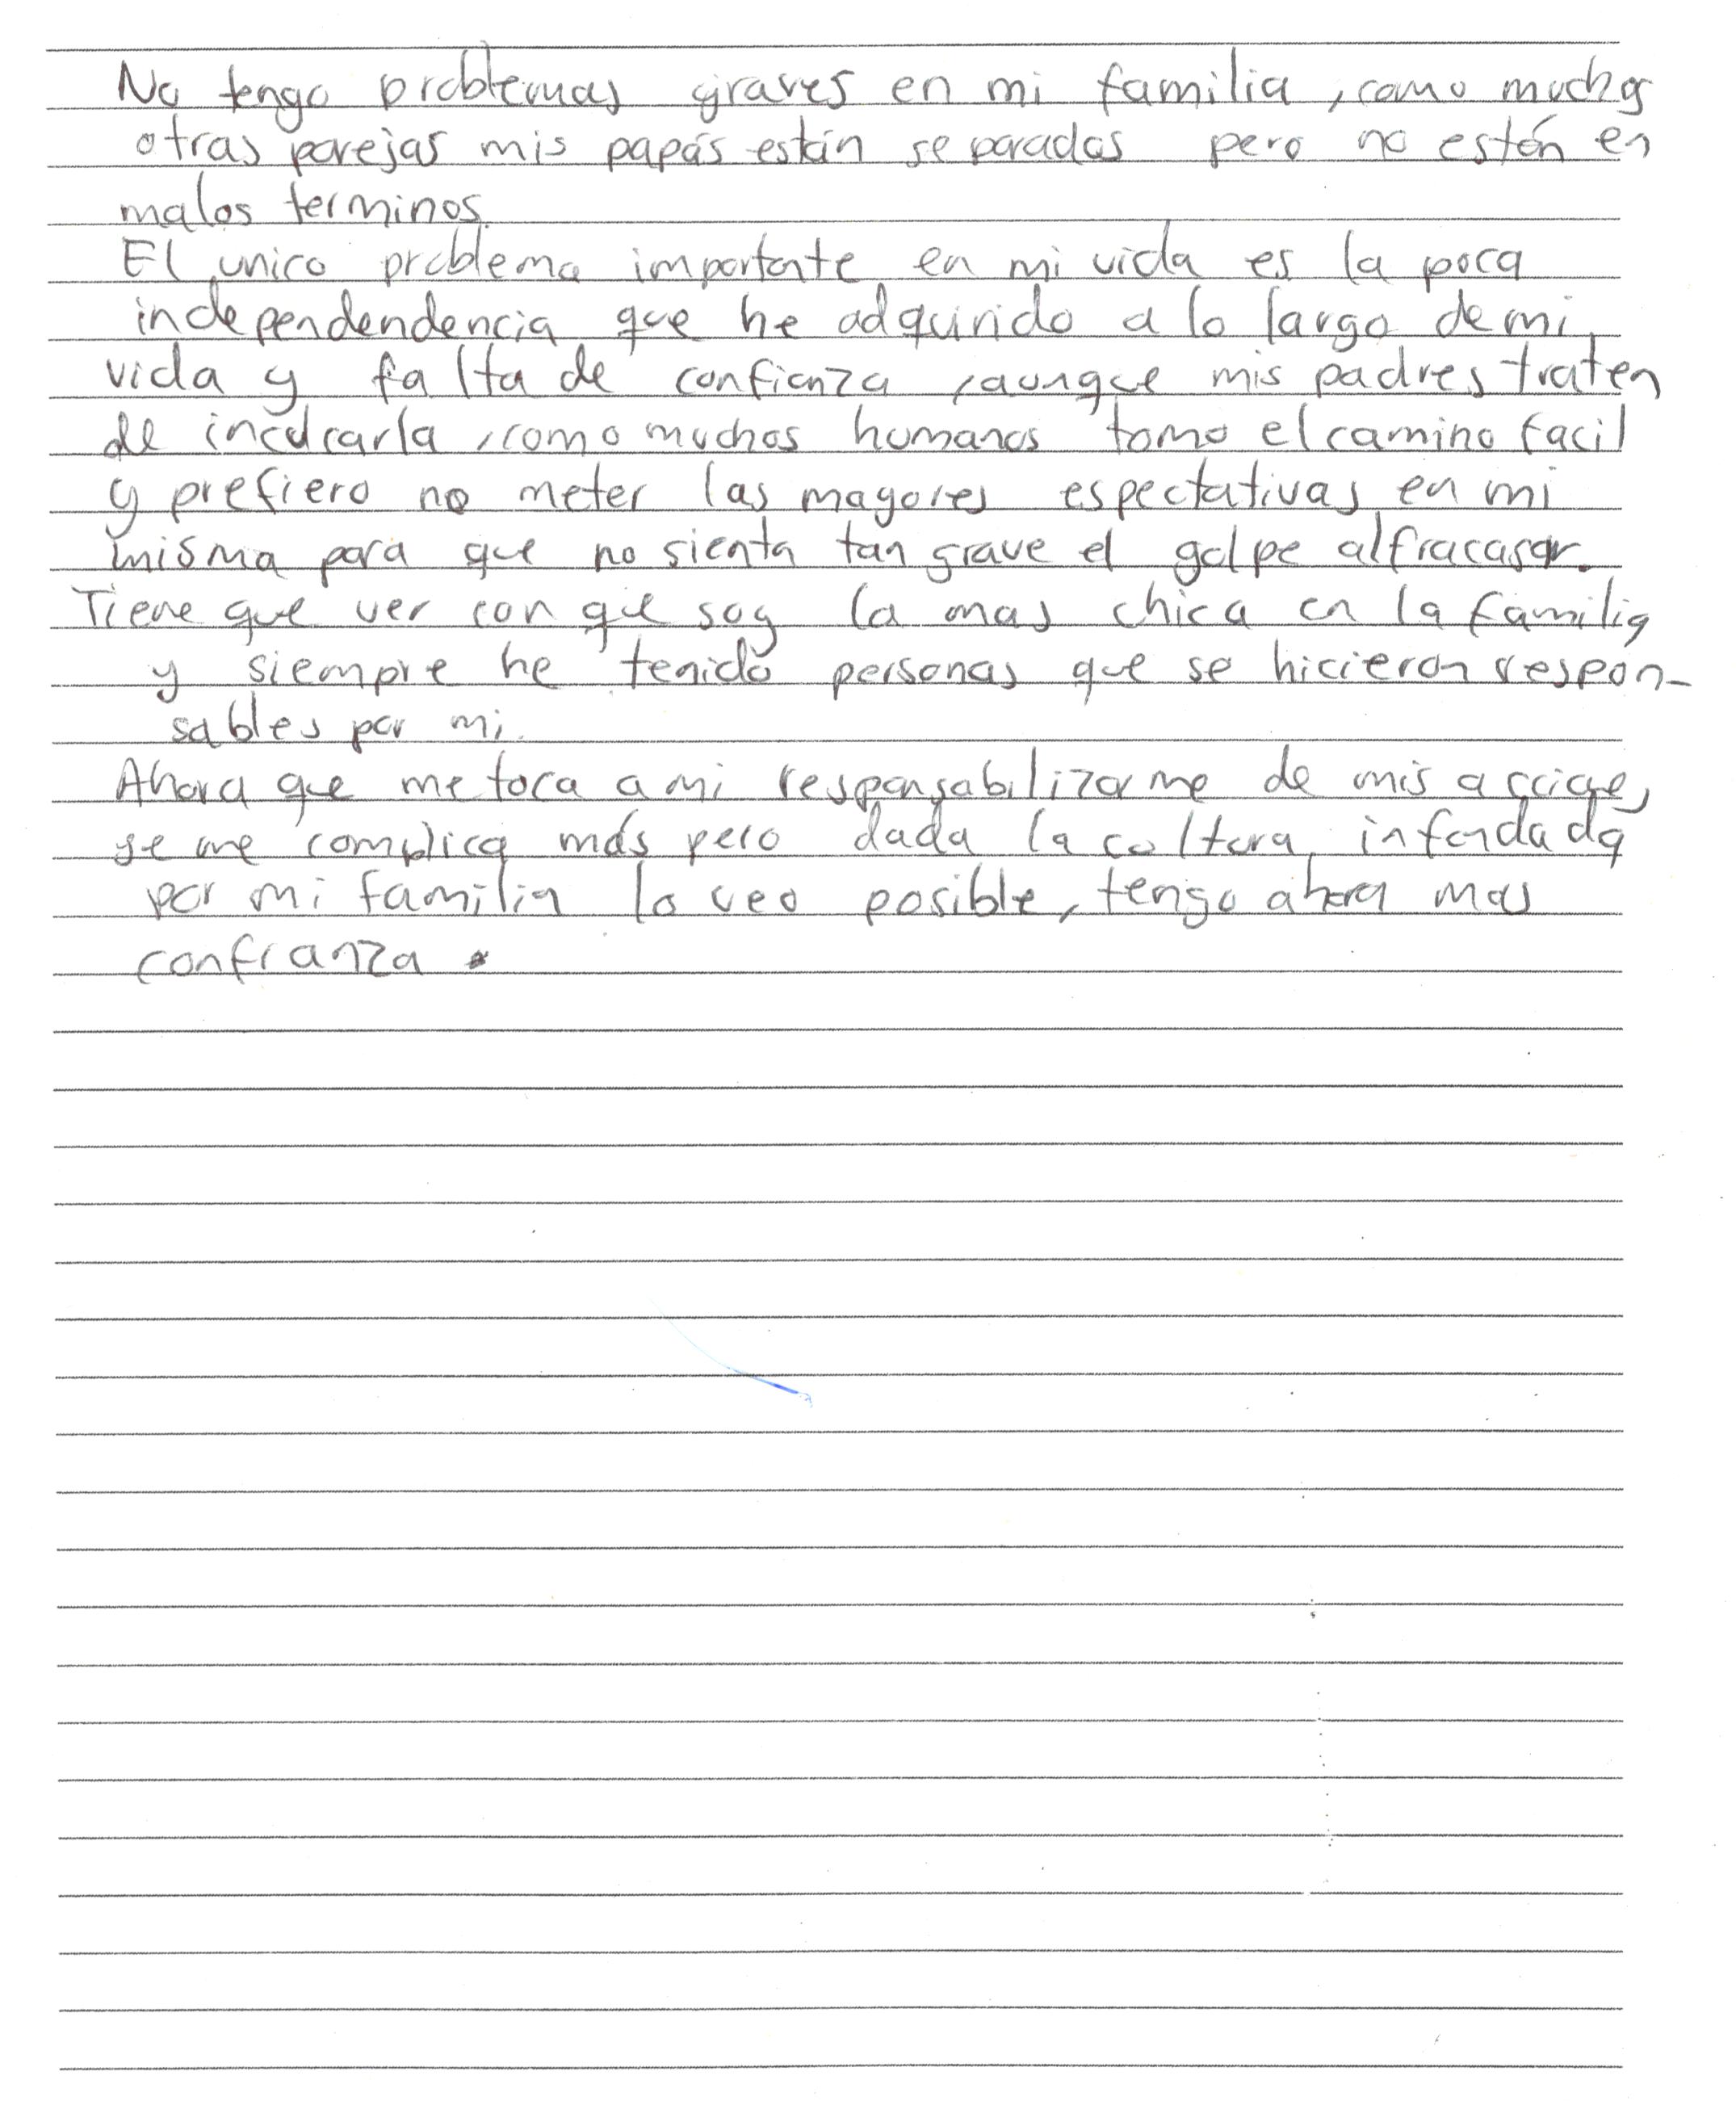 No tengo problemas graves en mi familia, como muchas
otras parejas mis papás están separados pero no están en
malos terminos.
El unico problema importante en mi vida es la poca
independendencia que he adquirido a lo largo de mi
vida y falta de confianza, aunque mis padres traten
de inculcarla, como muchos humanos tomo el camino facil
y prefiero no meter las mayores espectativas en mi
misma para que no sienta tan grave el golpe al fracasar.
Tiene que ver con que soy la mas chica en la familia
y siempre he tenido personas que se hicieron respon-
sables por mi.
Ahora que me toca a mi responsabilizarme de mis
se me complica más pero dada la cultura infundada
por mi familia lo veo posible, tengo ahora mas
confianza.